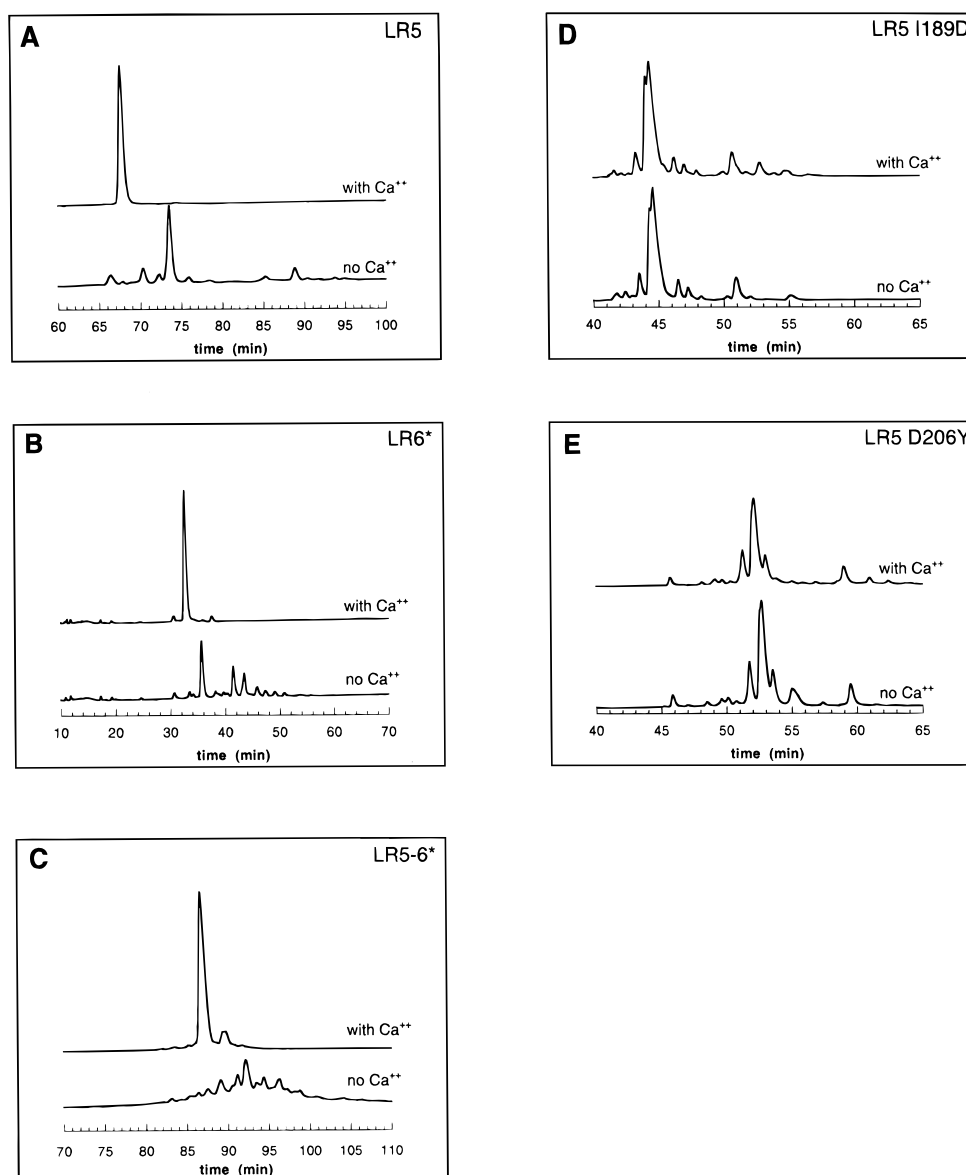 A
LR5
with Ca++
no Ca++
60 65 70 75 80 85 90 95 100
time (min)
B
LR6*
with Ca++
no Ca++
10 20 30 40 50 60 70
time (min)
C
LR5-6*
with Ca++
no Ca++
70 75 80 85 90 95 100 105 110
time (min)
D
LR5 I189D
with Ca++
no Ca++
40 45 50 55 60 65
time (min)
E
LR5 D206Y
with Ca++
no Ca++
40 45 50 55 60 65
time (min)